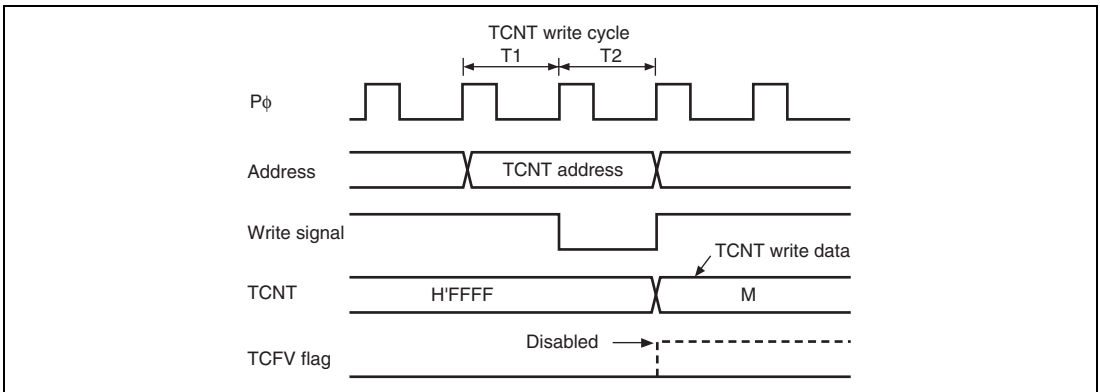 TCNT write cycle
T1 T2
Pφ
Address TCNT address
Write signal
TCNT write data
TCNT H'FFFF M
Disabled
TCFV flag